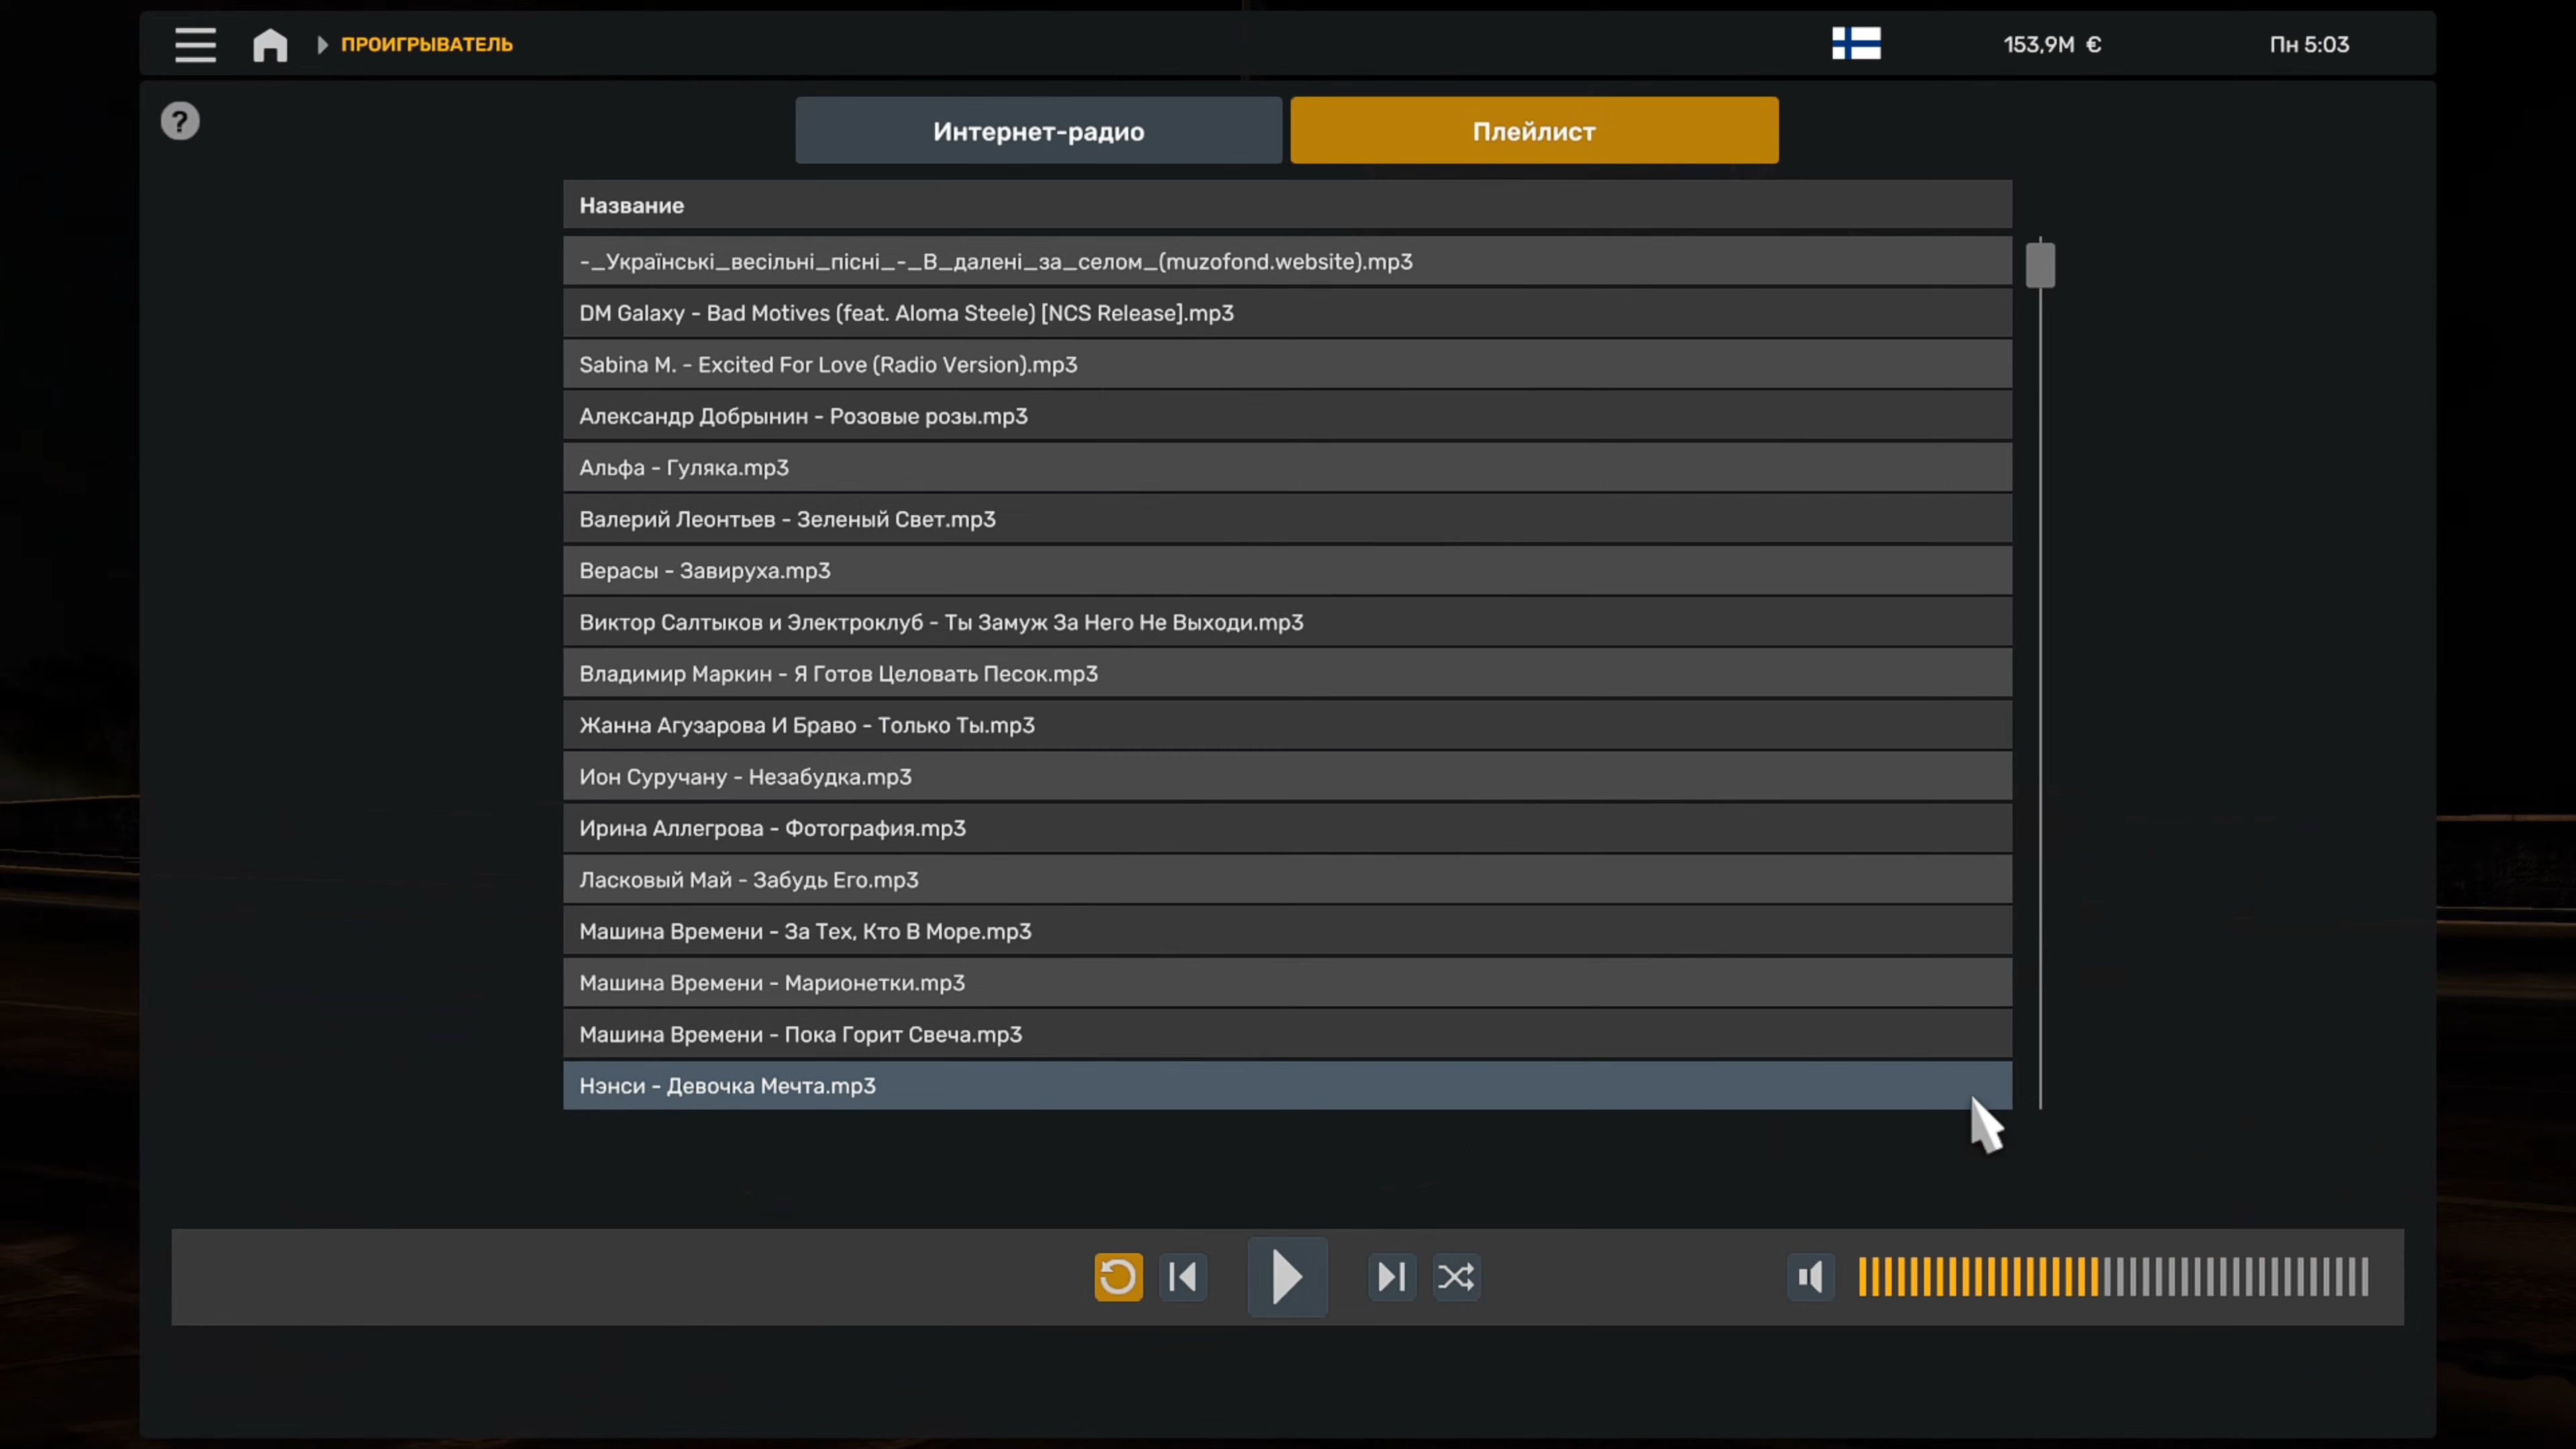 ПРОИГРЫВАТЕЛЬ
153,9M €
Пн 5:03
?
Интернет-радио
Плейлист
Название
-_Українські_весільні_пісні_-_В_далені_за_селом_(muzofond.website).mp3
DM Galaxy - Bad Motives (feat. Aloma Steele) [NCS Release].mp3
Sabina M. - Excited For Love (Radio Version).mp3
Александр Добрынин - Розовые розы.mp3
Альфа - Гуляка.mp3
Валерий Леонтьев - Зеленый Свет.mp3
Верасы - Завируха.mp3
Виктор Салтыков и Электроклуб - Ты Замуж За Него Не Выходи.mp3
Владимир Маркин - Я Готов Целовать Песок.mp3
Жанна Агузарова И Браво - Только Ты.mp3
Ион Суручану - Незабудка.mp3
Ирина Аллегрова - Фотография.mp3
Ласковый Май - Забудь Его.mp3
Машина Времени - За Тех, Кто В Море.mp3
Машина Времени - Марионетки.mp3
Машина Времени - Пока Горит Свеча.mp3
Нэнси - Девочка Мечта.mp3